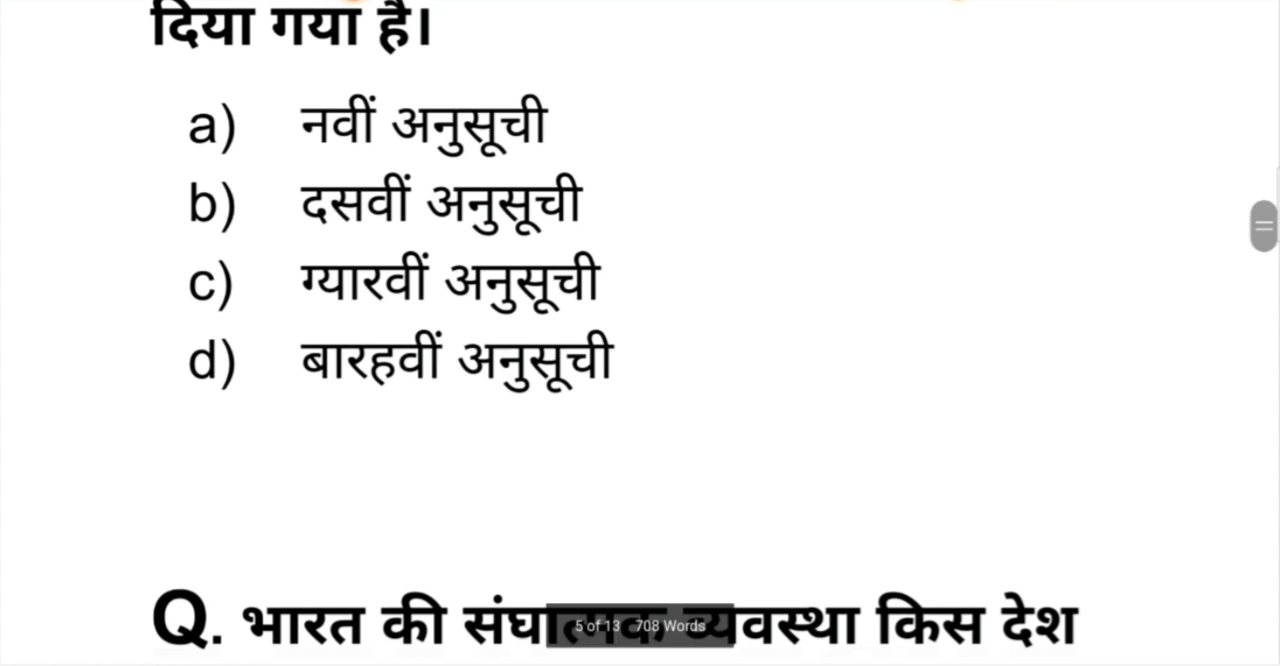 दिया गया है।
a) नवीं अनुसूची
b) दसवीं अनुसूची
c) ग्यारवीं अनुसूची
d) बारहवीं अनुसूची
Q. भारत की संघात्मक व्यवस्था किस देश
5 of 13 708 Words